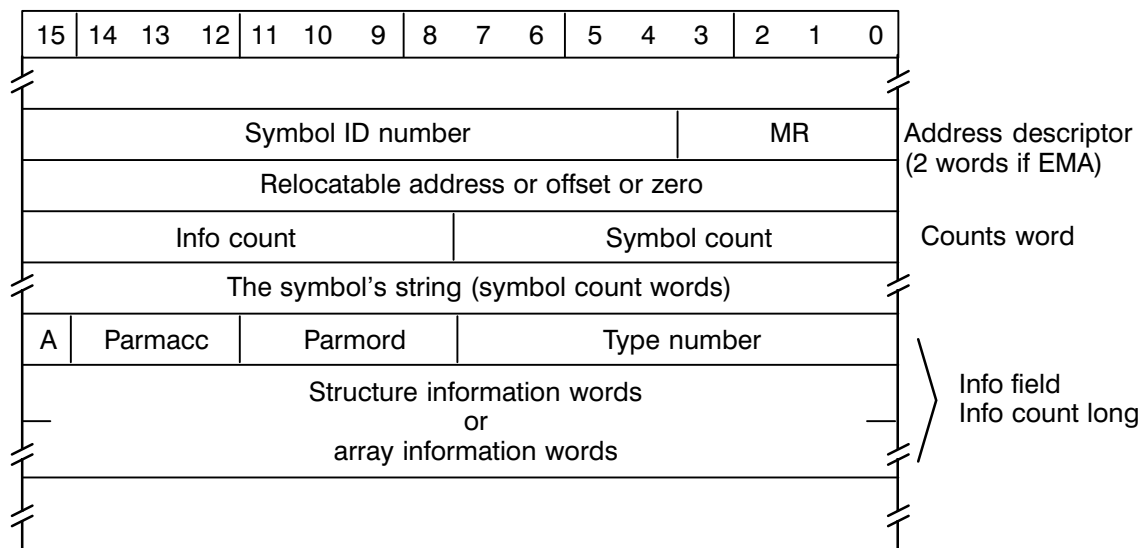 15 14 13 12 11 10 9 8 7 6 5 4 3 2 1 0
Symbol ID number MR Address descriptor
(2 words if EMA)
Relocatable address or offset or zero
Info count Symbol count Counts word
The symbol’s string (symbol count words)
A Parmacc Parmord Type number
Structure information words
or
array information words
Info field
Info count long